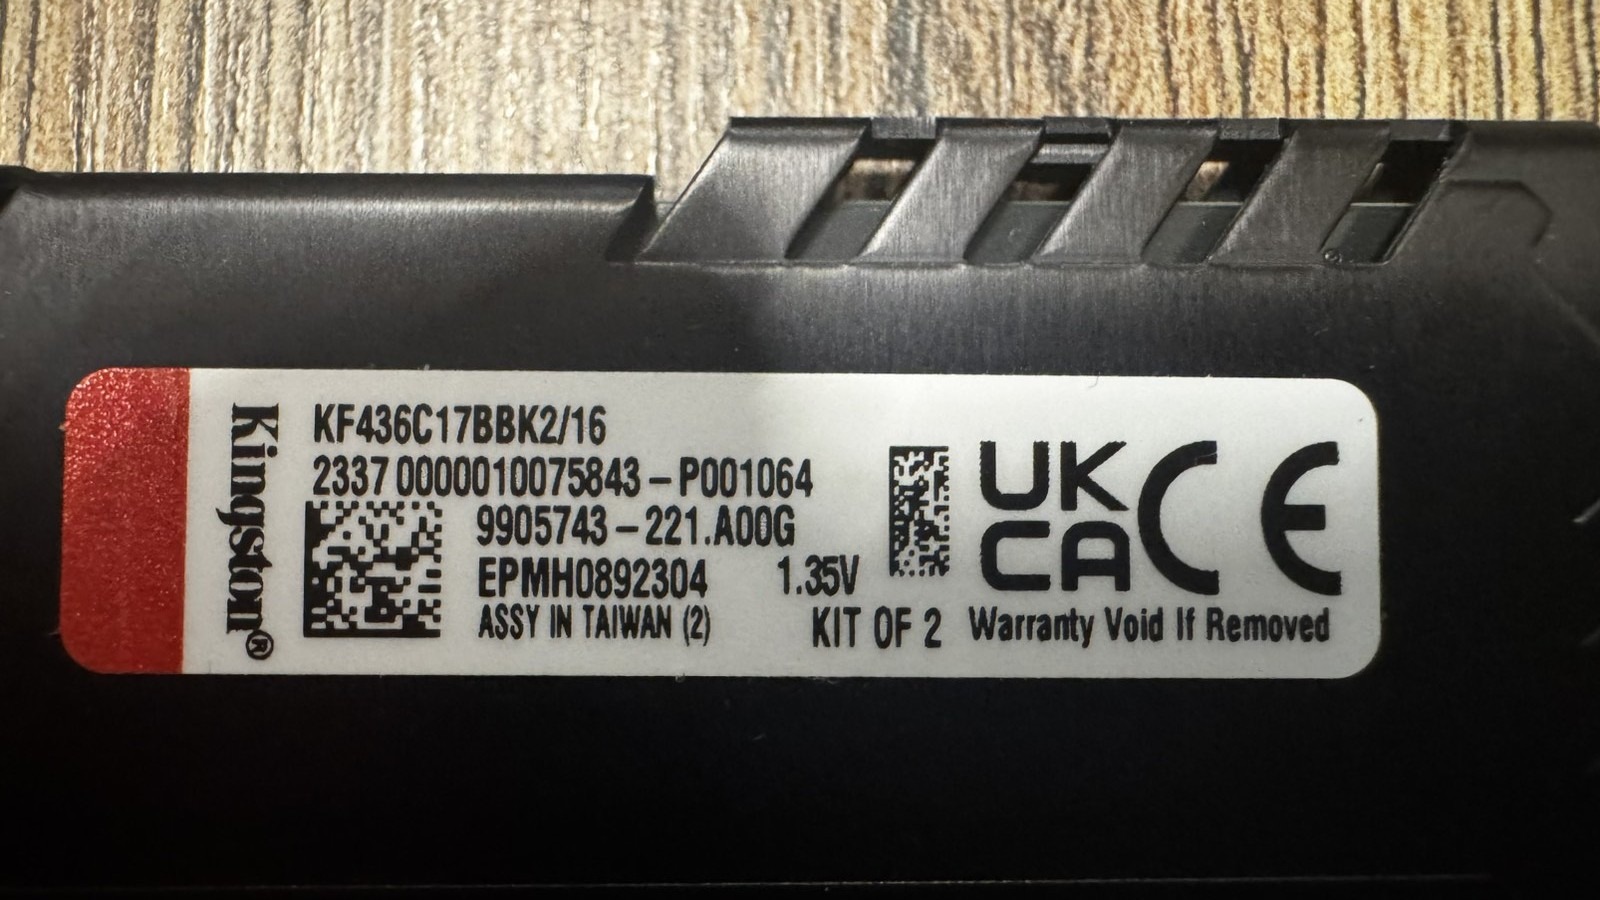 Kingston®
KF436C17BBK2/16
2337 0000010075843-P001064
9905743-221.A00G
EPMH0892304 1.35V
ASSY IN TAIWAN (2) KIT OF 2 Warranty Void If Removed
UK
CA
CE